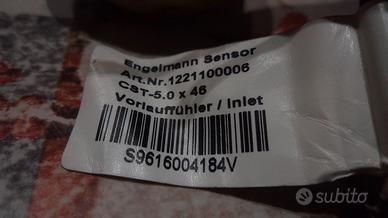 Engelmann Sensor
Art.Nr.1221100006
CST-5.0 x 46
Vorlauffühler / Inlet
S9616004184V
subito